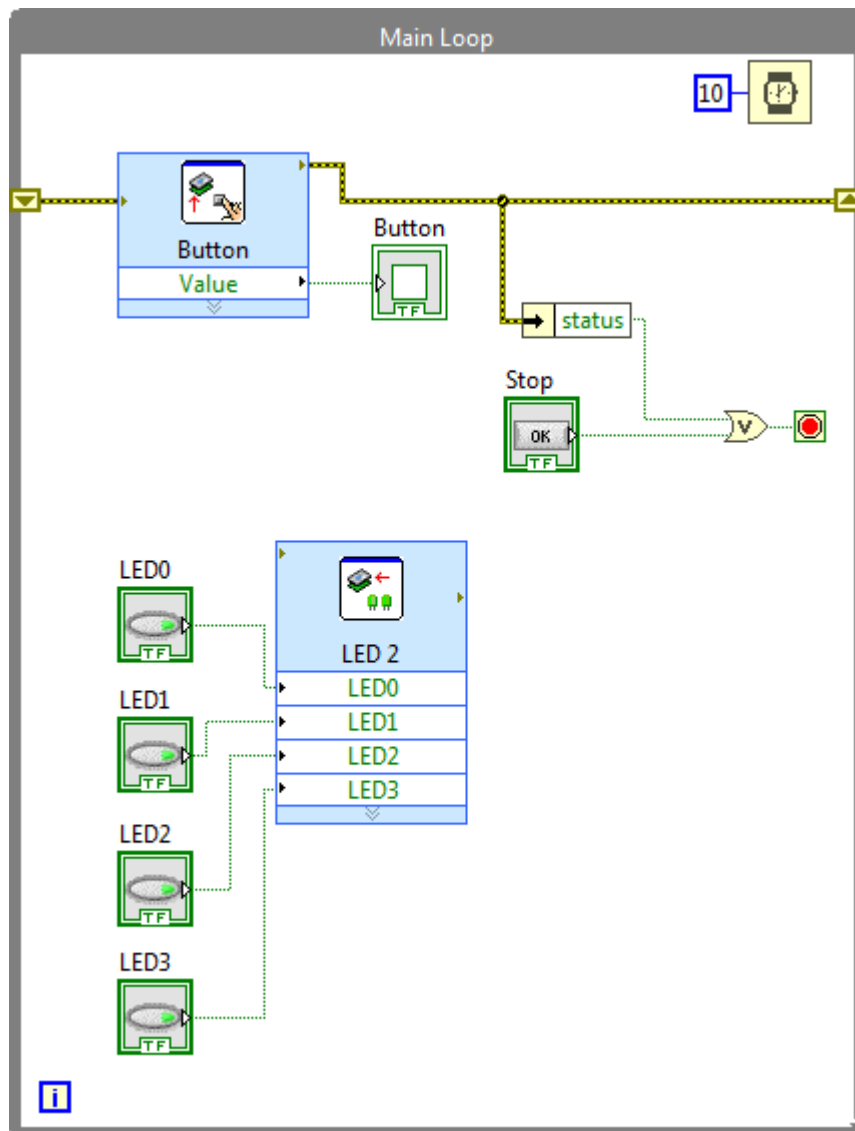 Main Loop
10
Button
Value
Button
TF
status
Stop
OK
TF
V
LED0
TF
LED1
TF
LED2
TF
LED3
TF
LED 2
LED0
LED1
LED2
LED3
i